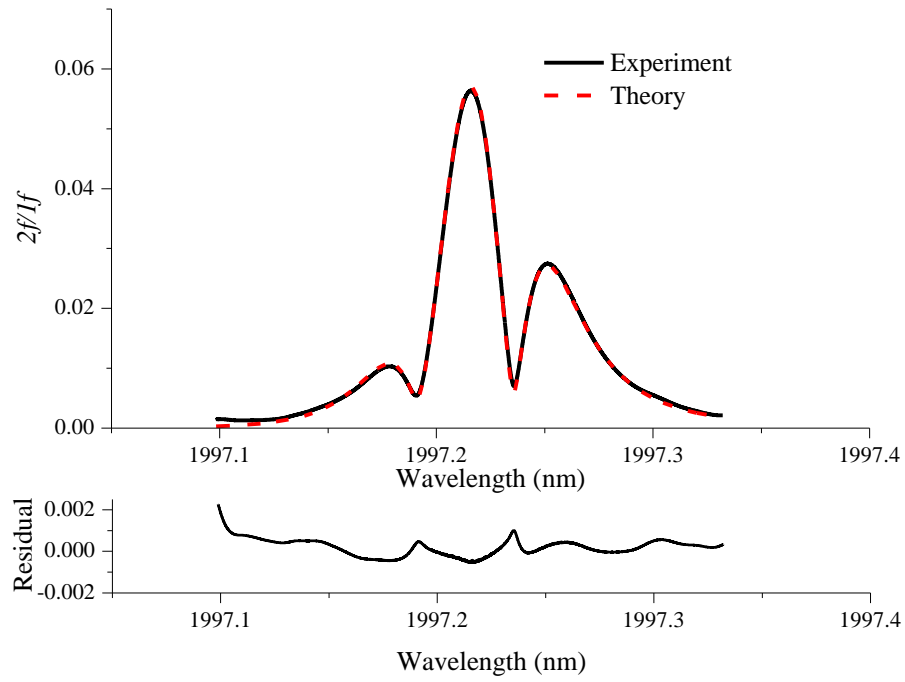 0.06
0.04
0.02
0.00
2f/1f
Experiment
Theory
1997.1 1997.2 1997.3 1997.4
Wavelength (nm)
0.002
0.000
-0.002
Residual
1997.1 1997.2 1997.3 1997.4
Wavelength (nm)